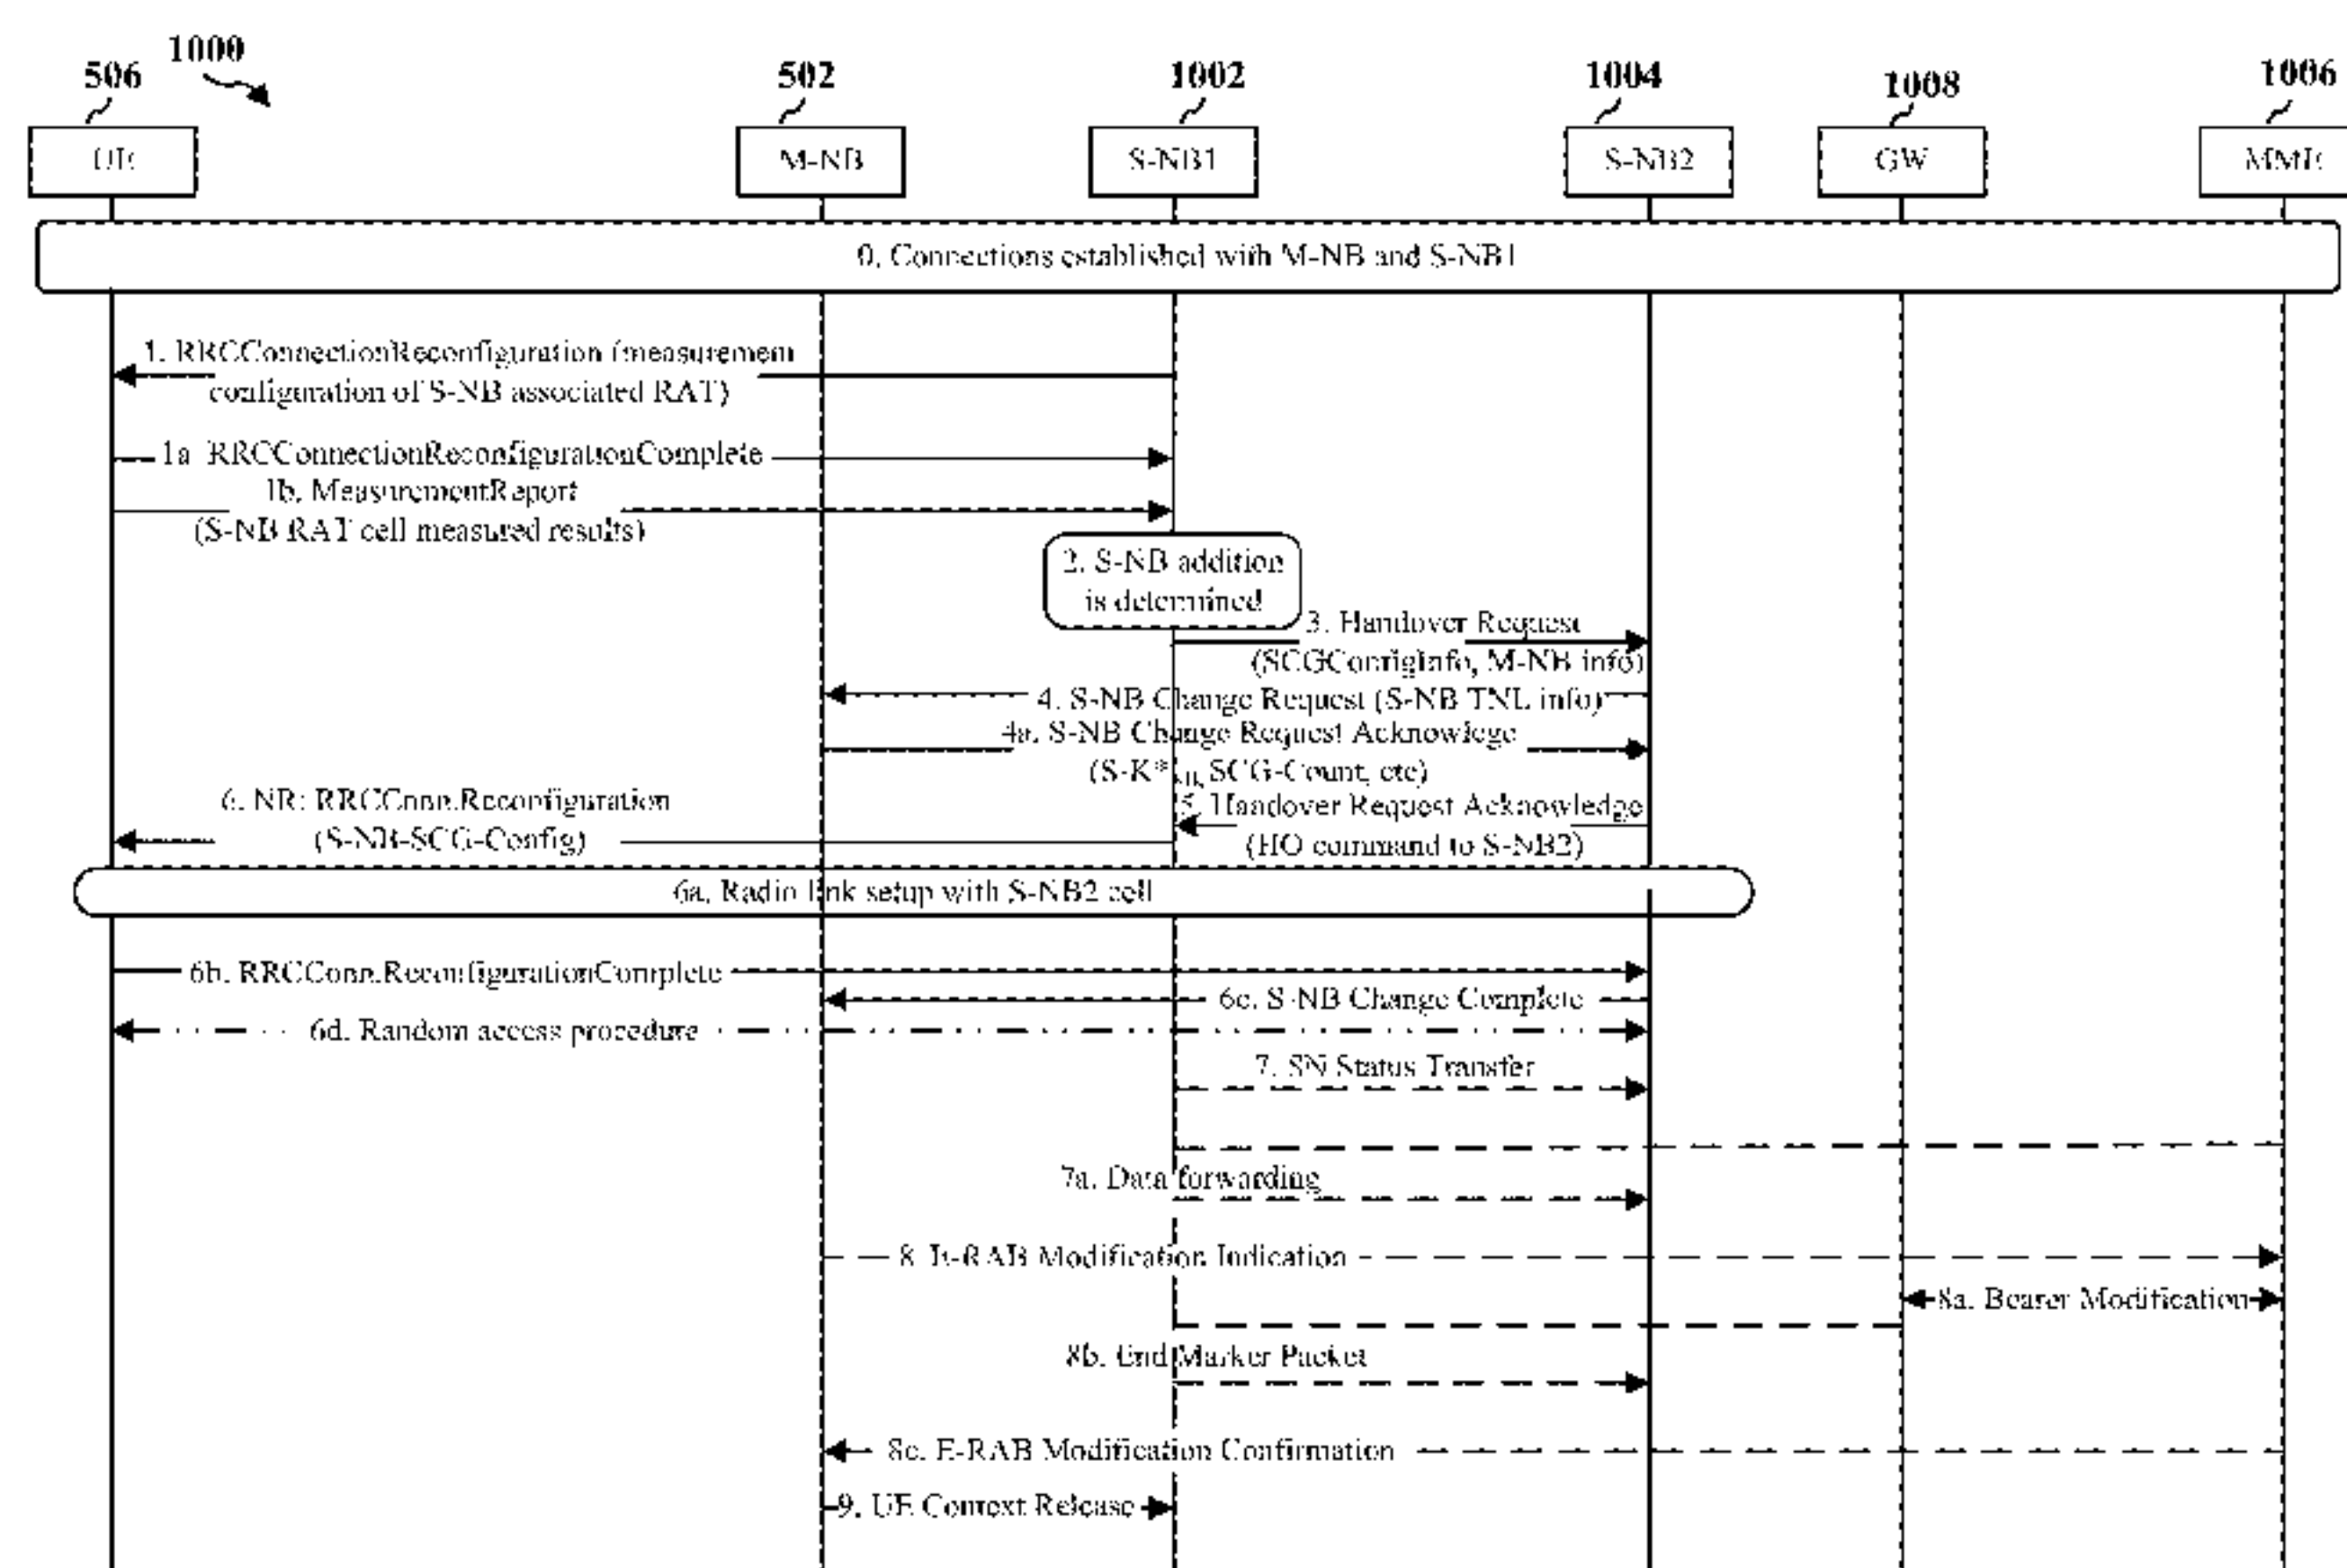 1000
506
502
1002
1004
1008
1006
UE
M-NB
S-NB1
S-NB2
GW
MME
0. Connections established with M-NB and S-NB1
1. RRCConnectionReconfiguration (measurement
configuration of S-NB associated RAT)
1a RRCConnectionReconfigurationComplete
1b. MeasurementReport
(S-NB RAT cell measured results)
2. S-NB addition
is determined
3. Handover Request
(SCGConfigInfo, M-NB info)
4. S-NB Change Request (S-NB TNL info)
4a. S-NB Change Request Acknowlege
(S-K* SCG-Count, etc)
5. Handover Request Acknowledge
(HO command to S-NB2)
6. NR: RRCConn.Reconfiguration
(S-NB-SCG-Config)
6a. Radio link setup with S-NB2 cell
6b. RRCConn.ReconfigurationComplete
6c. S-NB Change Complete
6d. Random access procedure
7. SN Status Transfer
7a. Data forwarding
8. E-RAB Modification Indication
8a. Bearer Modification
8b. End Marker Packet
8c. E-RAB Modification Confirmation
9. UE Context Release